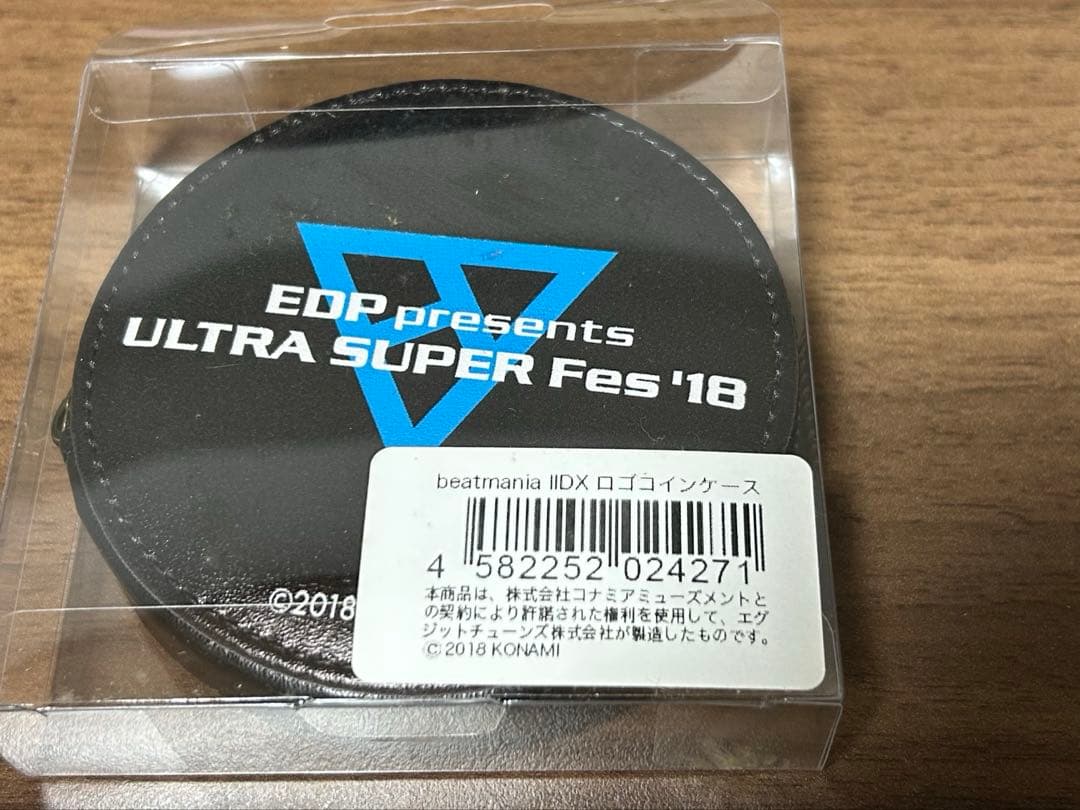 EDP presents
ULTRA SUPER Fes '18
beatmania IIDX ロゴコインケース
4 582252 024271
本商品は、株式会社コナミアミューズメントと
の契約により許諾された権利を使用して、エグ
ジットチューンズ株式会社が製造したものです。
©2018 KONAMI
©2018